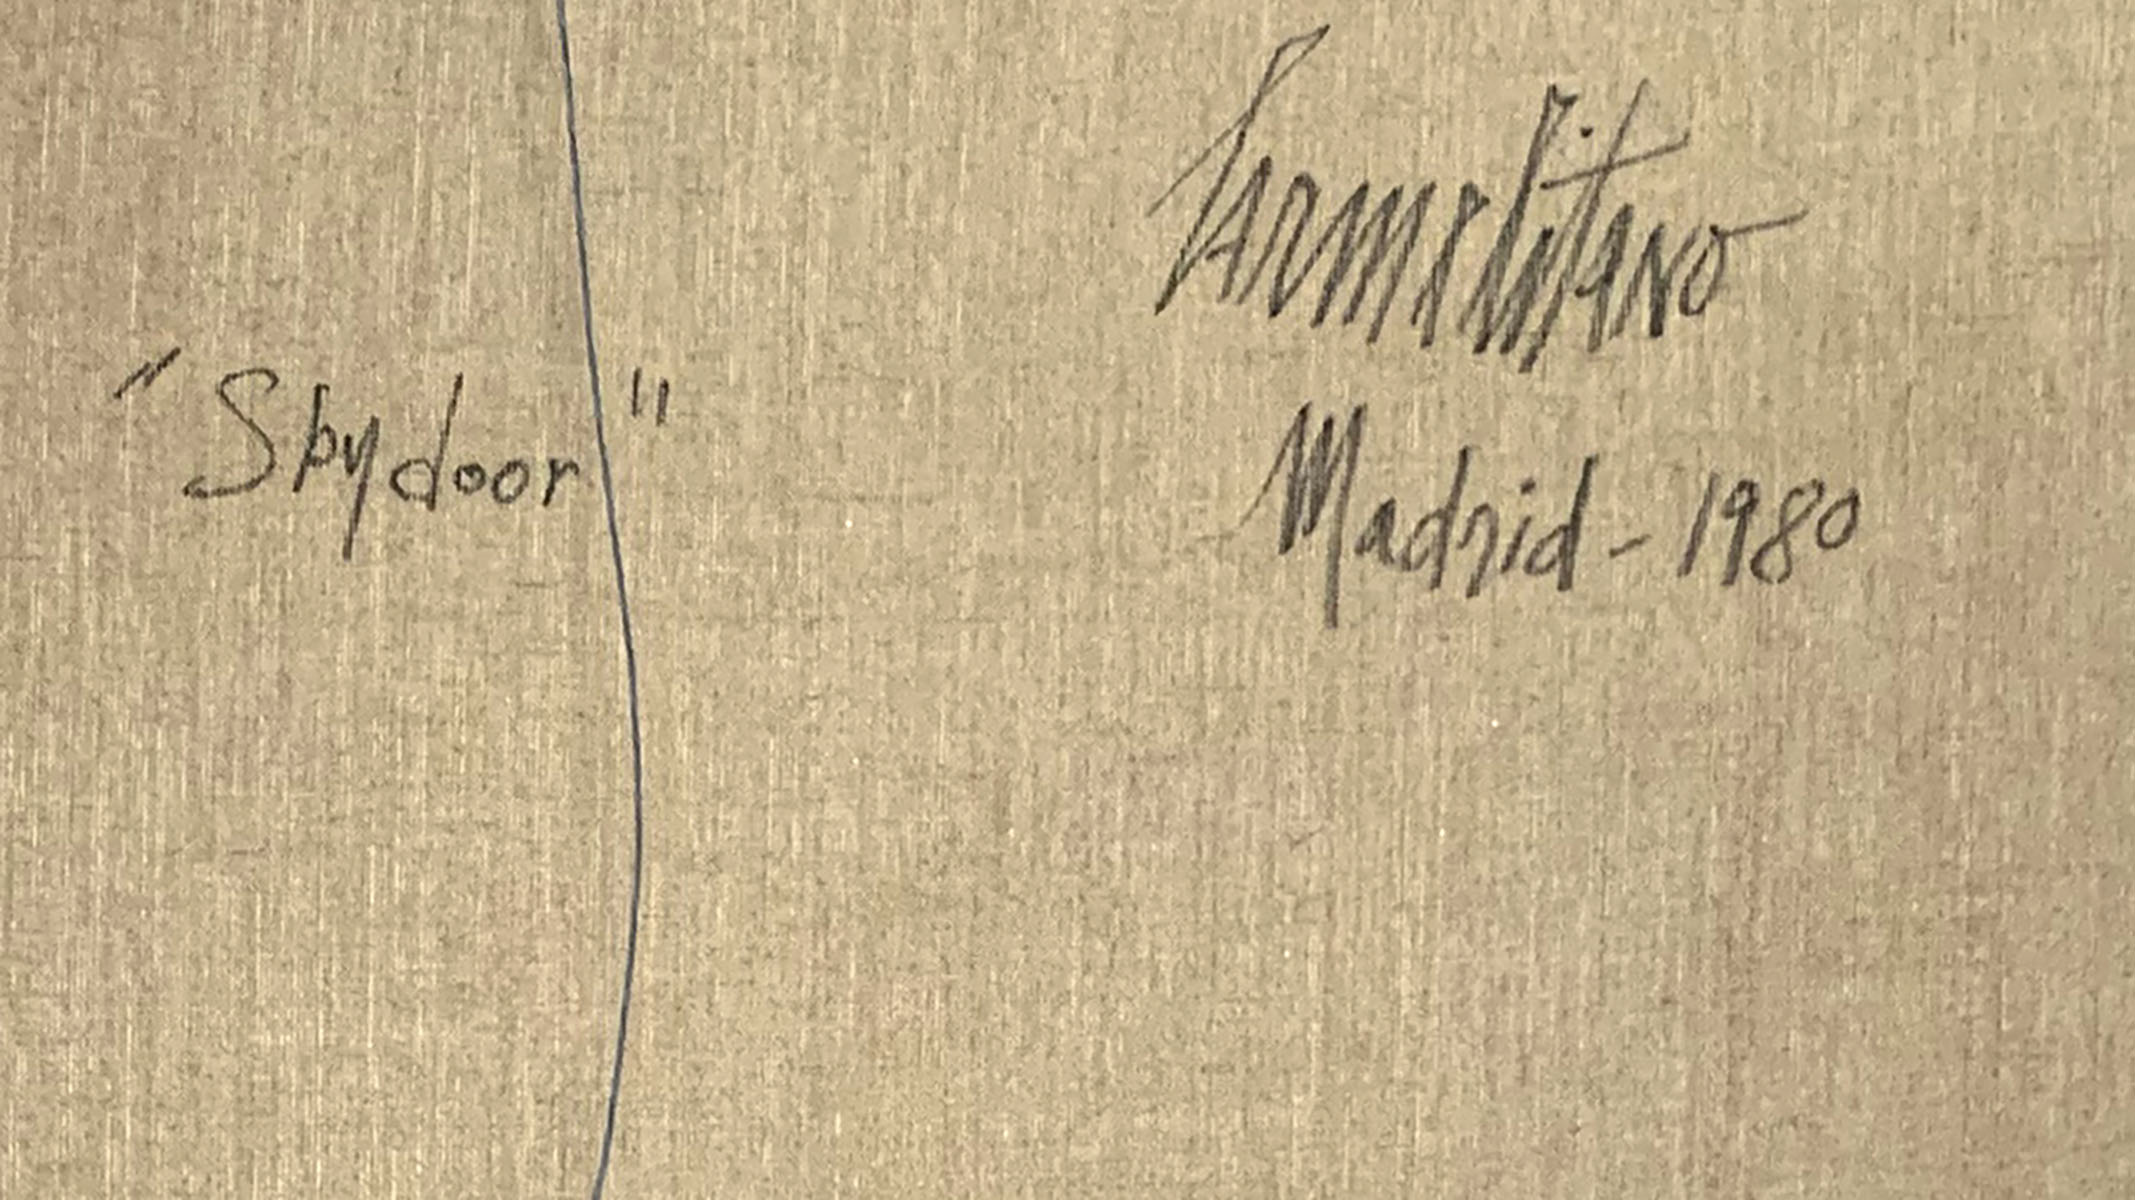 Carmelitano
"Skydoor"
Madrid - 1980